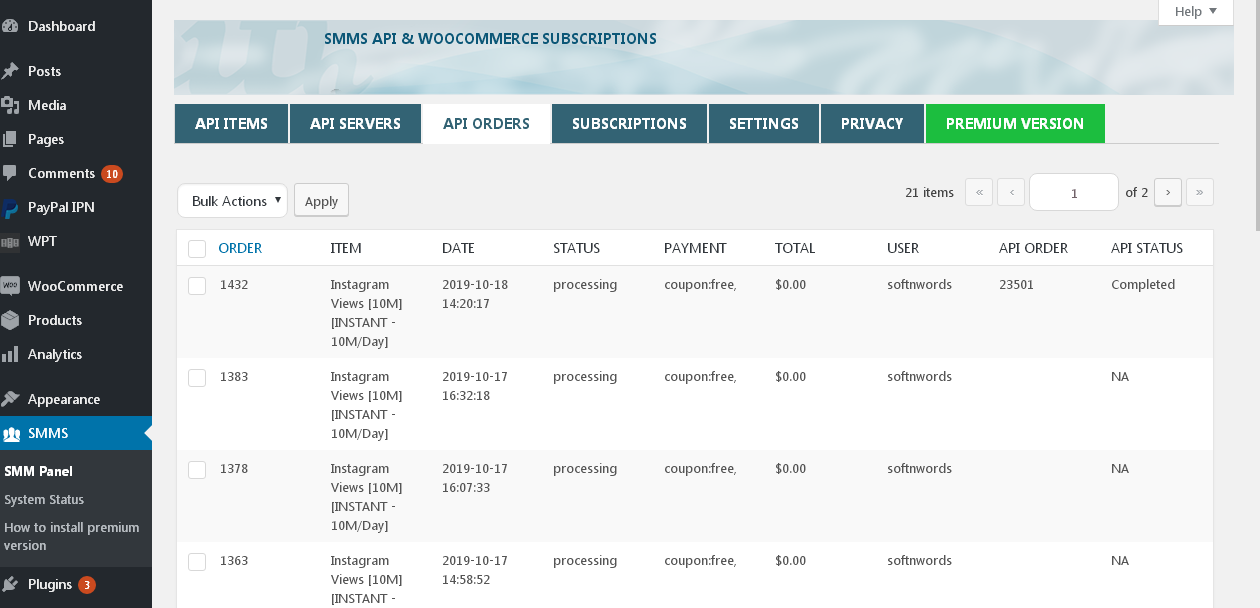 Help ▼
Dashboard
Posts
Media
Pages
Comments 10
PayPal IPN
WPT
WooCommerce
Products
Analytics
Appearance
SMMS
SMM Panel
System Status
How to install premium
version
Plugins 3
SMMS API & WOOCOMMERCE SUBSCRIPTIONS
API ITEMS API SERVERS API ORDERS SUBSCRIPTIONS SETTINGS PRIVACY PREMIUM VERSION
Bulk Actions ▼ Apply 21 items « ‹ 1 of 2 › »
ORDER ITEM DATE STATUS PAYMENT TOTAL USER API ORDER API STATUS
1432 Instagram 2019-10-18 processing coupon:free, $0.00 softnwords 23501 Completed
Views [10M] 14:20:17
[INSTANT -
10M/Day]
1383 Instagram 2019-10-17 processing coupon:free, $0.00 softnwords NA
Views [10M] 16:32:18
[INSTANT -
10M/Day]
1378 Instagram 2019-10-17 processing coupon:free, $0.00 softnwords NA
Views [10M] 16:07:33
[INSTANT -
10M/Day]
1363 Instagram 2019-10-17 processing coupon:free, $0.00 softnwords NA
Views [10M] 14:58:52
[INSTANT -